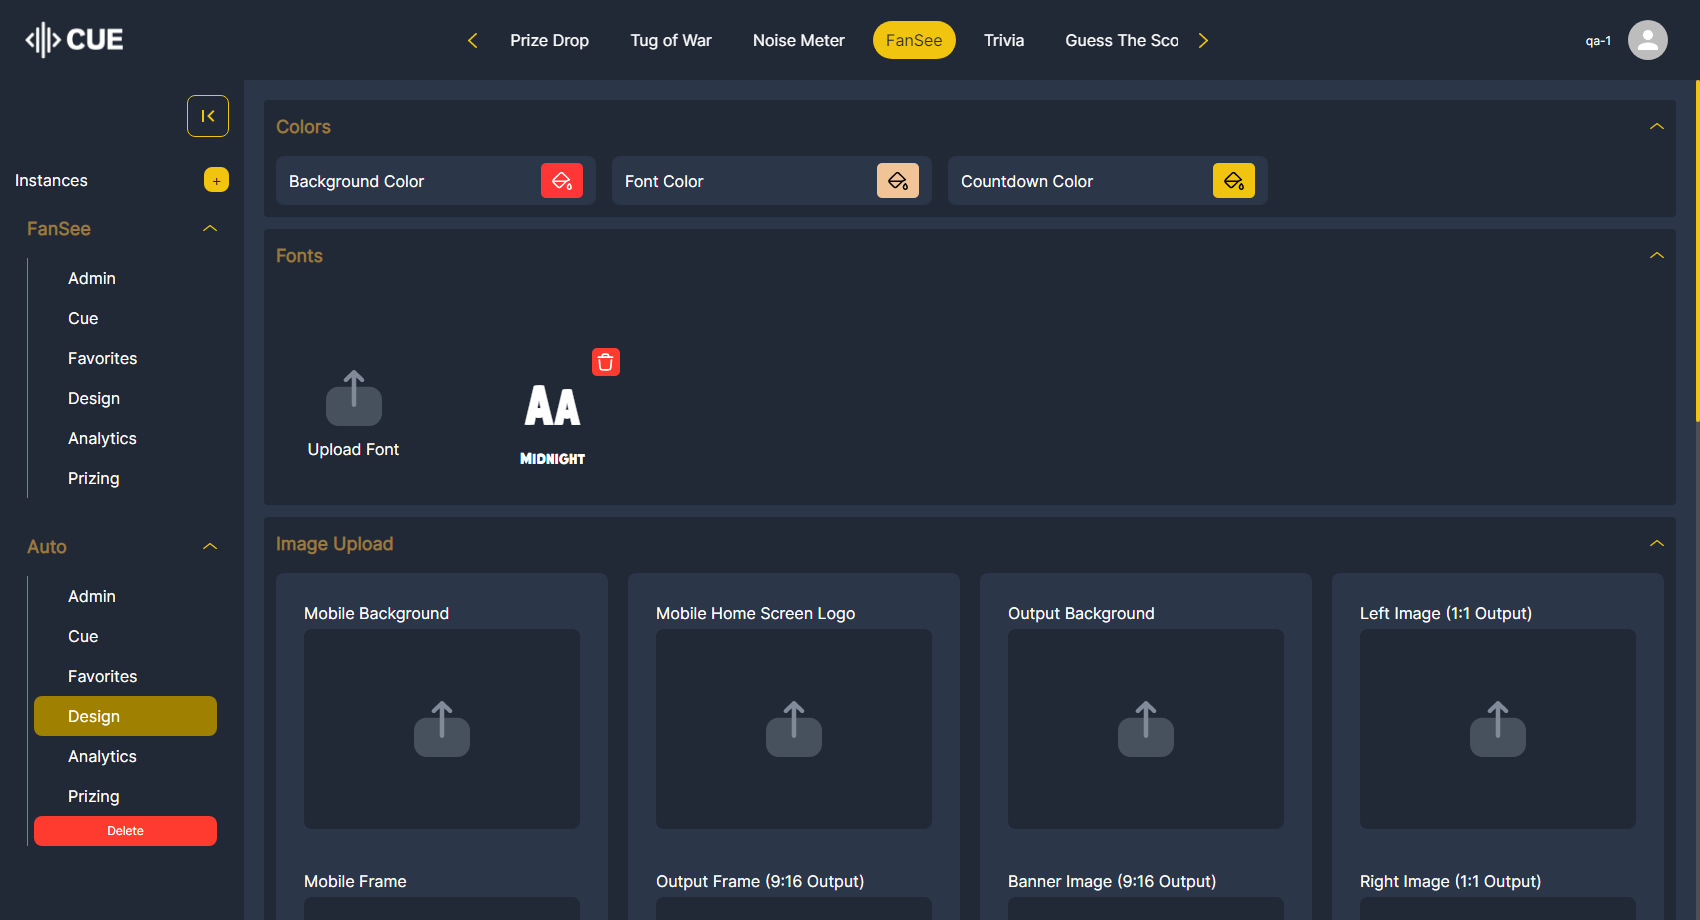 CUE
Prize Drop
Tug of War
Noise Meter
FanSee
Trivia
Guess The Sco
qa-1
Instances
+
FanSee
Admin
Cue
Favorites
Design
Analytics
Prizing
Auto
Admin
Cue
Favorites
Design
Analytics
Prizing
Delete
Colors
Background Color
Font Color
Countdown Color
Fonts
Upload Font
AA
MIDNIGHT
Image Upload
Mobile Background
Mobile Home Screen Logo
Output Background
Left Image (1:1 Output)
Mobile Frame
Output Frame (9:16 Output)
Banner Image (9:16 Output)
Right Image (1:1 Output)